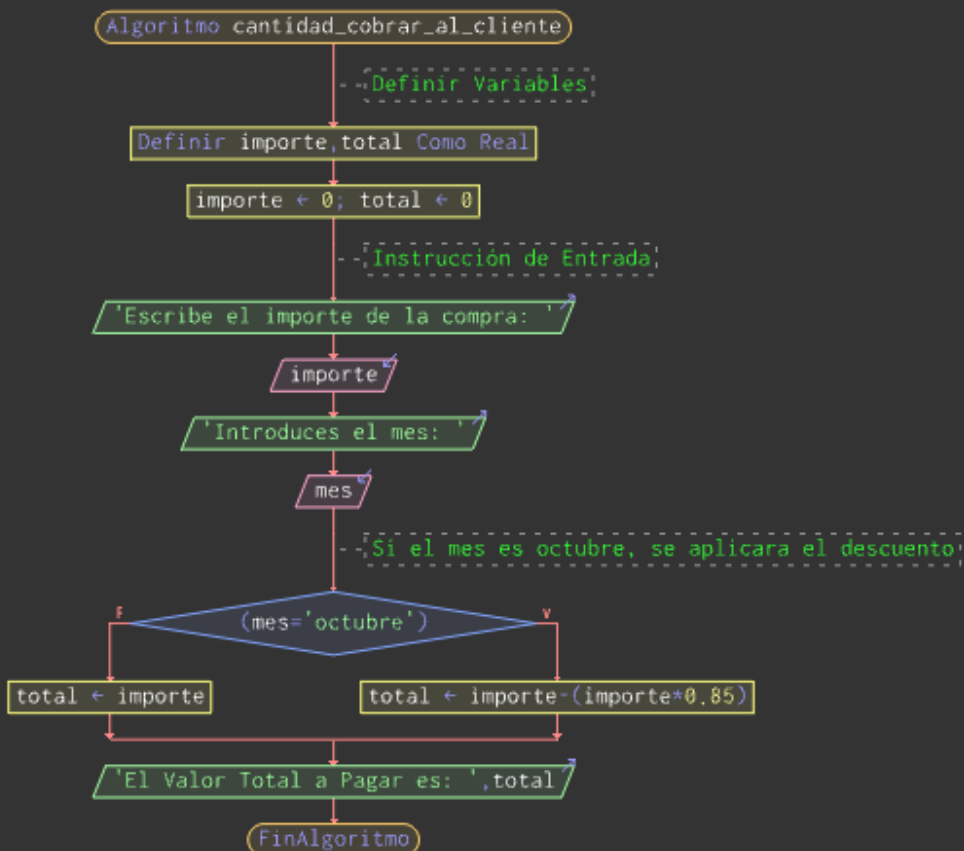 Algoritmo cantidad_cobrar_al_cliente
Definir Variables
Definir importe,total Como Real
importe ← 0; total ← 0
Instrucción de Entrada
'Escribe el importe de la compra: '
importe
'Introduces el mes: '
mes
Si el mes es octubre, se aplicara el descuento
F
V
(mes='octubre')
total ← importe
total ← importe-(importe*0.85)
'El Valor Total a Pagar es: ',total
FinAlgoritmo